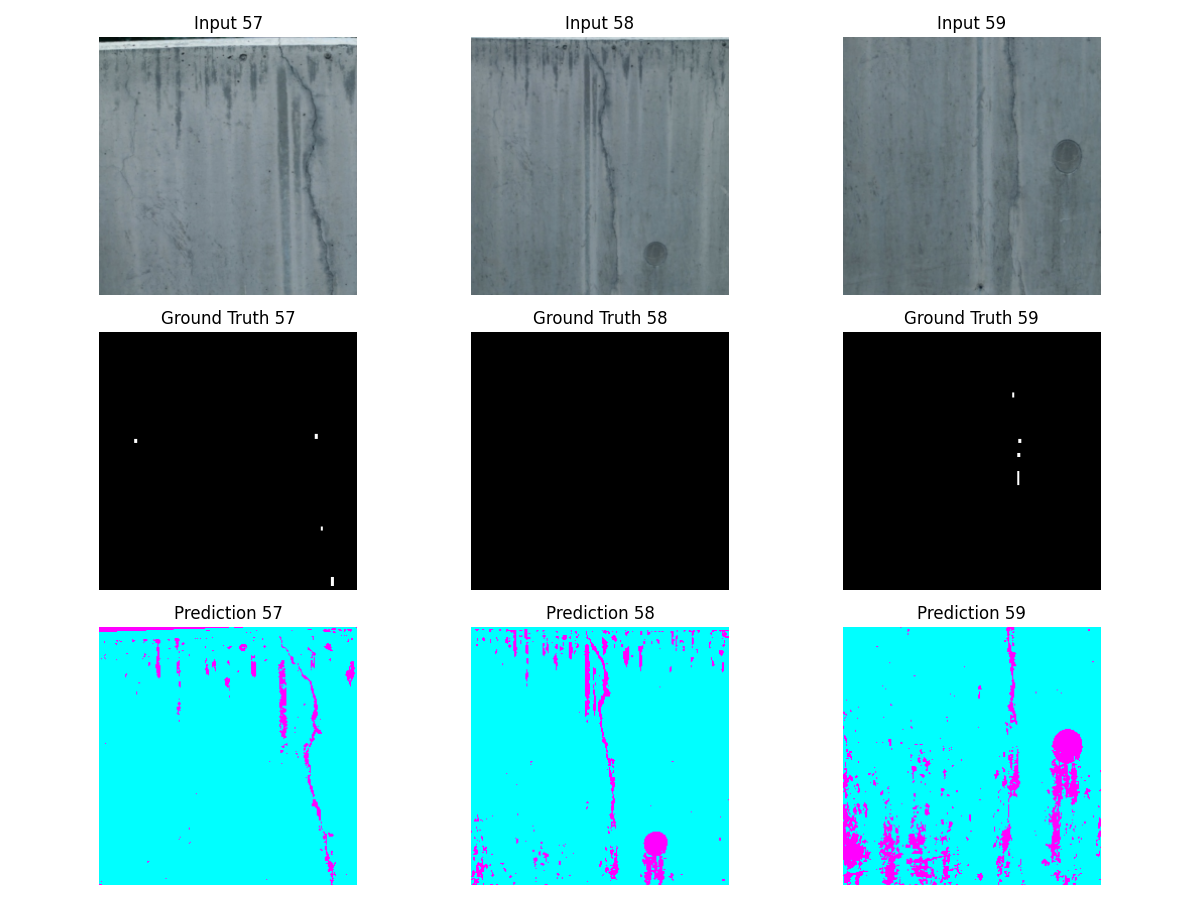 Input 57
Input 58
Input 59
Ground Truth 57
Ground Truth 58
Ground Truth 59
Prediction 57
Prediction 58
Prediction 59